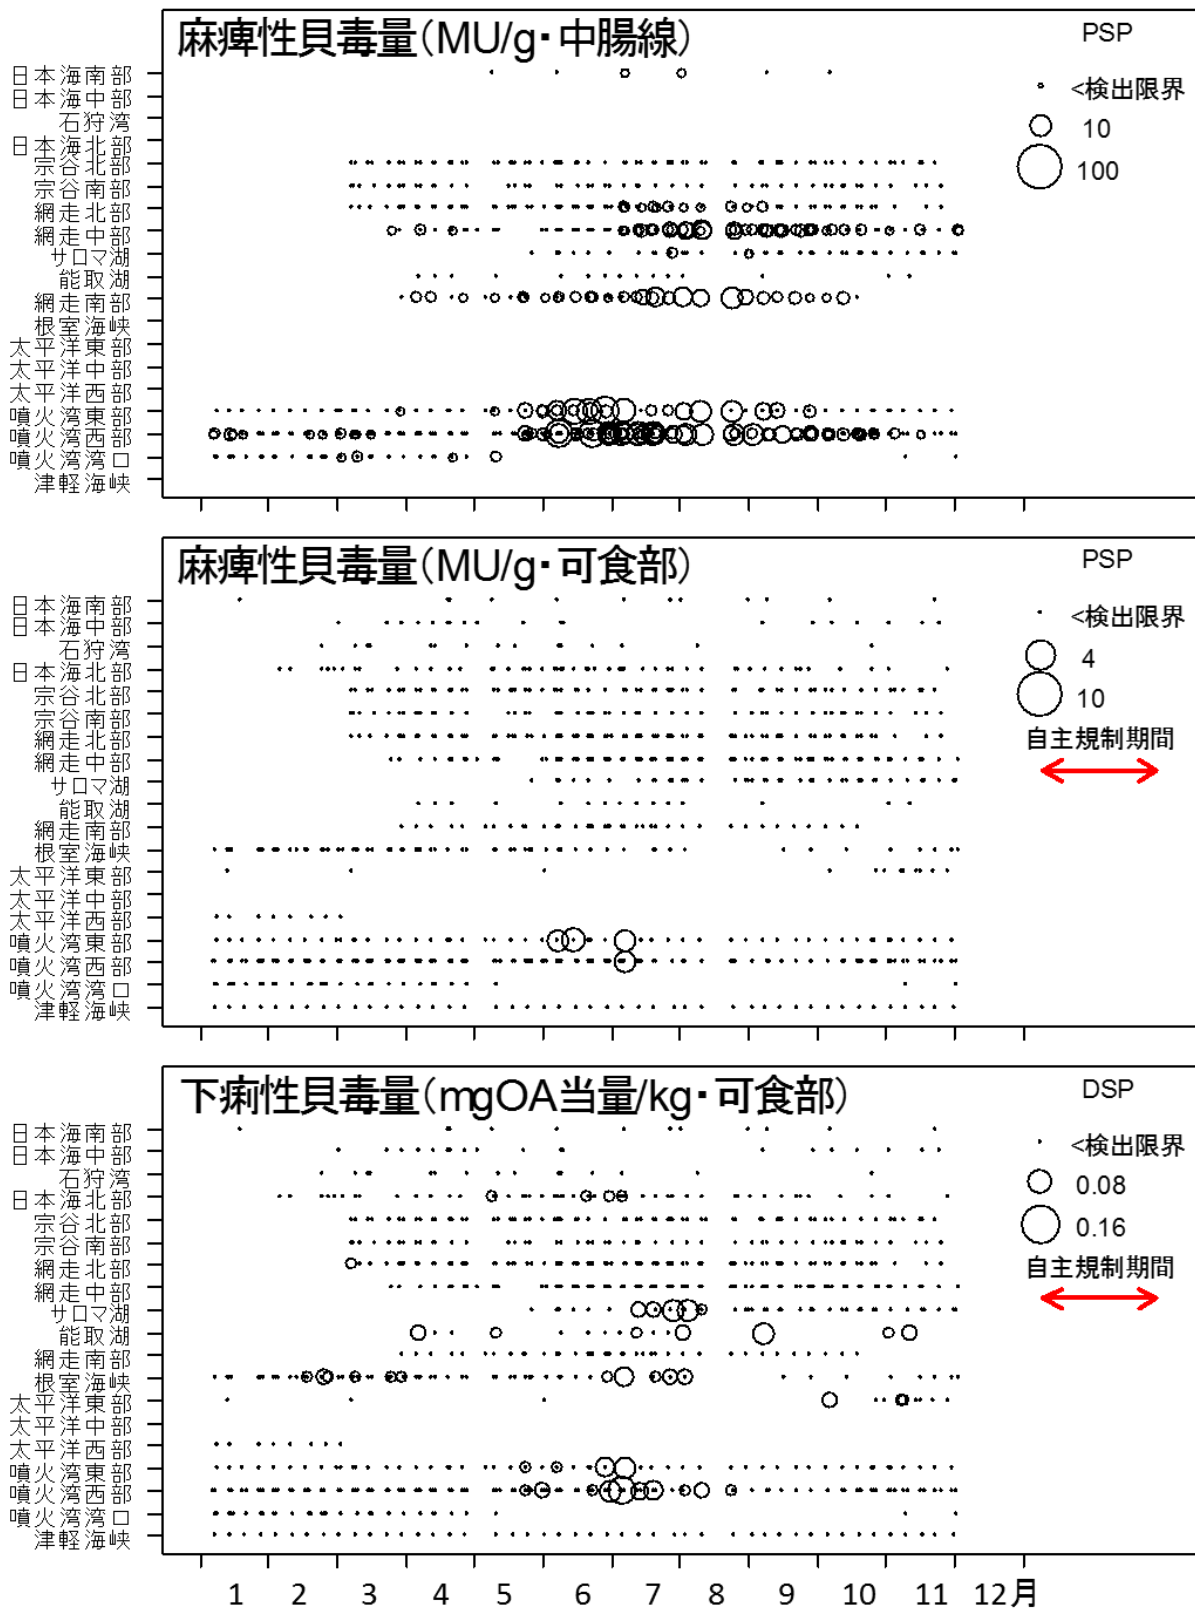 麻痺性貝毒量(MU/g・中腸線)
PSP
<検出限界
10
100
日本海南部
日本海中部
石狩湾
日本海北部
宗谷北部
宗谷南部
網走北部
網走中部
サロマ湖
能取湖
網走南部
根室海峡
太平洋東部
太平洋中部
太平洋西部
噴火湾東部
噴火湾西部
噴火湾湾口
津軽海峡
麻痺性貝毒量(MU/g・可食部)
PSP
<検出限界
4
10
自主規制期間
日本海南部
日本海中部
石狩湾
日本海北部
宗谷北部
宗谷南部
網走北部
網走中部
サロマ湖
能取湖
網走南部
根室海峡
太平洋東部
太平洋中部
太平洋西部
噴火湾東部
噴火湾西部
噴火湾湾口
津軽海峡
下痢性貝毒量(mgOA当量/kg・可食部)
DSP
<検出限界
0.08
0.16
自主規制期間
日本海南部
日本海中部
石狩湾
日本海北部
宗谷北部
宗谷南部
網走北部
網走中部
サロマ湖
能取湖
網走南部
根室海峡
太平洋東部
太平洋中部
太平洋西部
噴火湾東部
噴火湾西部
噴火湾湾口
津軽海峡
1 2 3 4 5 6 7 8 9 10 11 12月